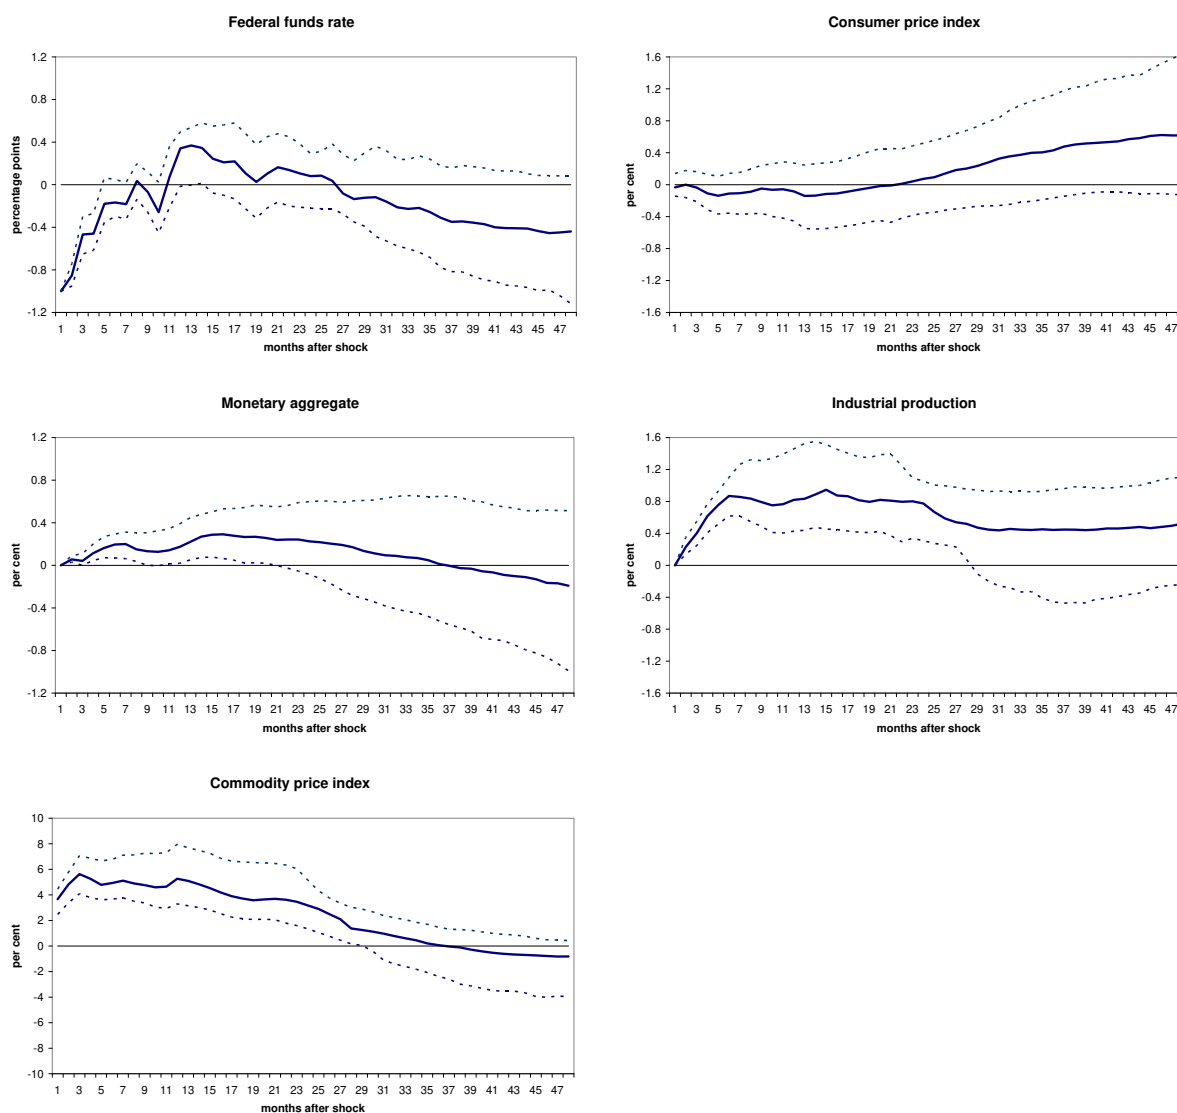 Federal funds rate
percentage points
1.2
0.8
0.4
0
-0.4
-0.8
-1.2
1 3 5 7 9 11 13 15 17 19 21 23 25 27 29 31 33 35 37 39 41 43 45 47
months after shock
Consumer price index
per cent
1.6
1.2
0.8
0.4
0
-0.4
-0.8
-1.2
-1.6
1 3 5 7 9 11 13 15 17 19 21 23 25 27 29 31 33 35 37 39 41 43 45 47
months after shock
Monetary aggregate
per cent
1.2
0.8
0.4
0
-0.4
-0.8
-1.2
1 3 5 7 9 11 13 15 17 19 21 23 25 27 29 31 33 35 37 39 41 43 45 47
months after shock
Industrial production
per cent
1.6
1.2
0.8
0.4
0
-0.4
-0.8
-1.2
-1.6
1 3 5 7 9 11 13 15 17 19 21 23 25 27 29 31 33 35 37 39 41 43 45 47
months after shock
Commodity price index
per cent
10
8
6
4
2
0
-2
-4
-6
-8
-10
1 3 5 7 9 11 13 15 17 19 21 23 25 27 29 31 33 35 37 39 41 43 45 47
months after shock